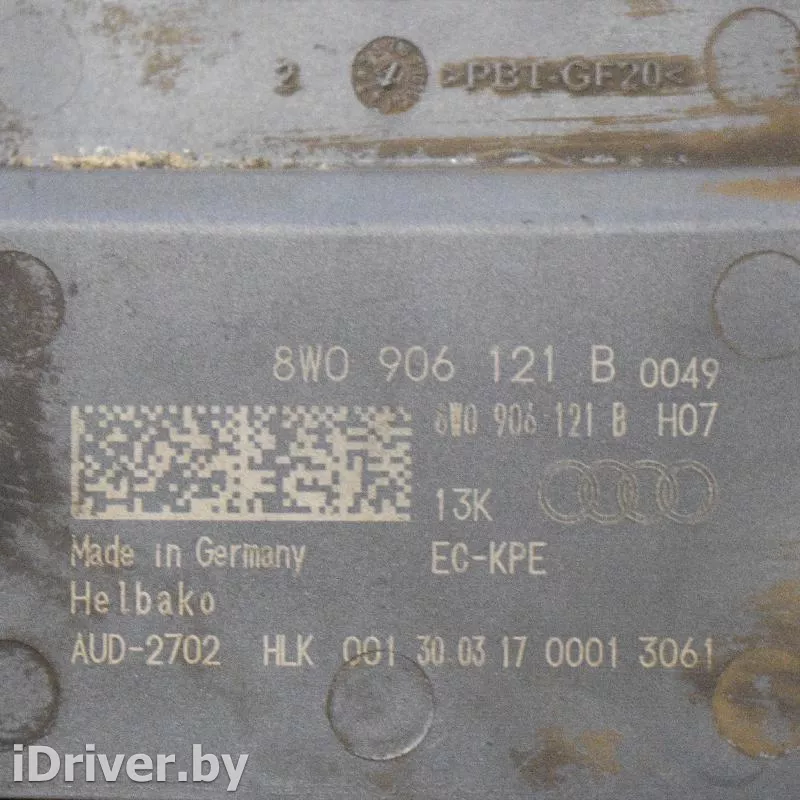 2 >PBT-GF20<
8W0 906 121 B 0049
8W0 906 121 B H07
13K
Made in Germany EC-KPE
Helbako
AUD-2702 HLK 001 30 03 17 0001 3061
iDriver.by